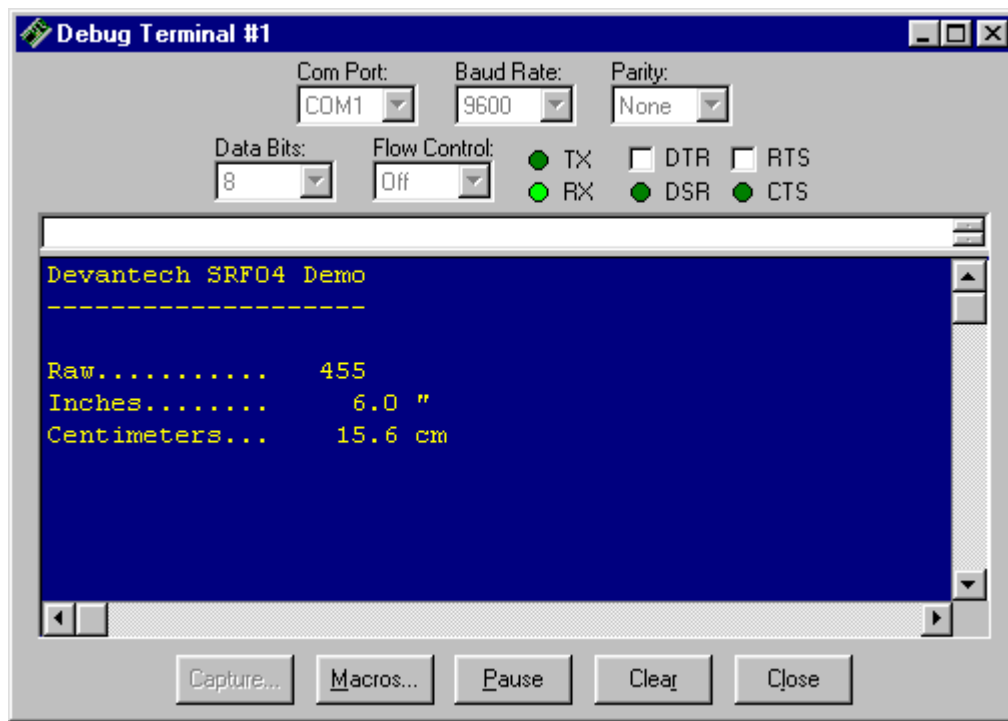 Debug Terminal #1
Com Port: Baud Rate: Parity:
COM1 9600 None
Data Bits: Flow Control: TX DTR RTS
8 Off RX DSR CTS
Devantech SRF04 Demo
--------------------
Raw........... 455
Inches........ 6.0 "
Centimeters... 15.6 cm
Capture... Macros... Pause Clear Close